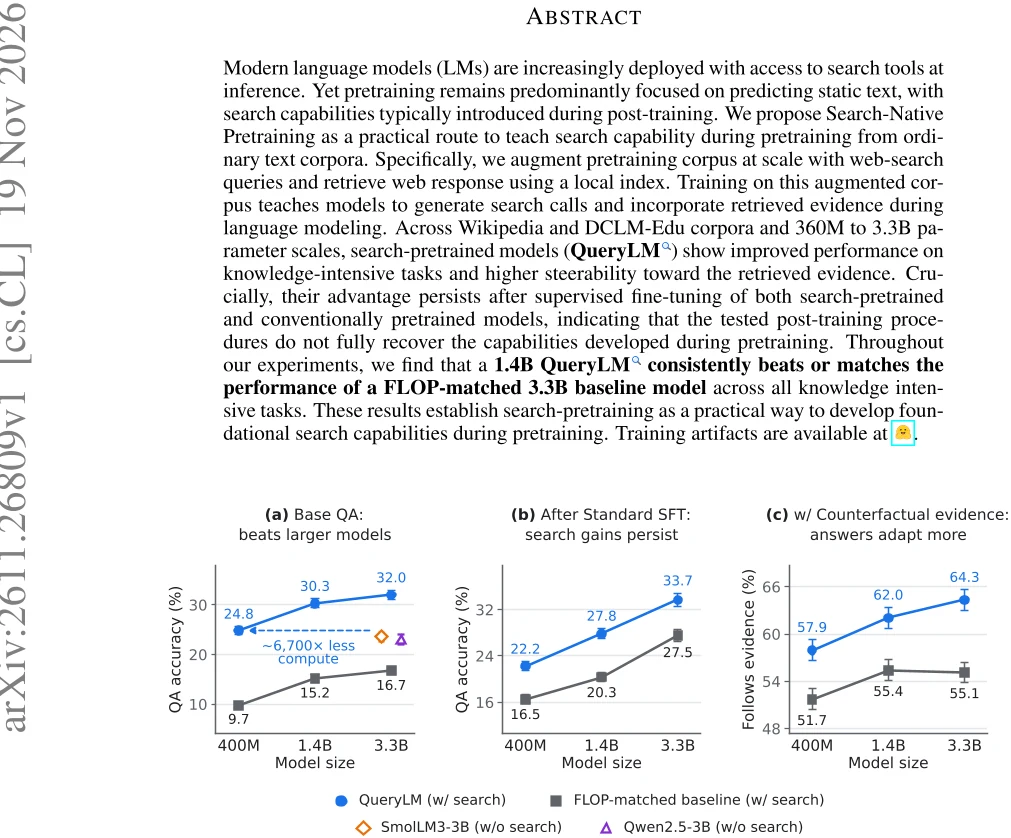 arXiv:2611.26809v1 [cs.CL] 19 Nov 2026
ABSTRACT
Modern language models (LMs) are increasingly deployed with access to search tools at
inference. Yet pretraining remains predominantly focused on predicting static text, with
search capabilities typically introduced during post-training. We propose Search-Native
Pretraining as a practical route to teach search capability during pretraining from ordi-
nary text corpora. Specifically, we augment pretraining corpus at scale with web-search
queries and retrieve web response using a local index. Training on this augmented cor-
pus teaches models to generate search calls and incorporate retrieved evidence during
language modeling. Across Wikipedia and DCLM-Edu corpora and 360M to 3.3B pa-
rameter scales, search-pretrained models (QueryLM) show improved performance on
knowledge-intensive tasks and higher steerability toward the retrieved evidence. Cru-
cially, their advantage persists after supervised fine-tuning of both search-pretrained
and conventionally pretrained models, indicating that the tested post-training proce-
dures do not fully recover the capabilities developed during pretraining. Throughout
our experiments, we find that a 1.4B QueryLM consistently beats or matches the
performance of a FLOP-matched 3.3B baseline model across all knowledge inten-
sive tasks. These results establish search-pretraining as a practical way to develop foun-
dational search capabilities during pretraining. Training artifacts are available at .
(a) Base QA:
beats larger models
QA accuracy (%)
30
20
10
24.8
30.3
32.0
~6,700× less
compute
9.7
15.2
16.7
400M 1.4B 3.3B
Model size
(b) After Standard SFT:
search gains persist
QA accuracy (%)
32
24
16
22.2
27.8
33.7
16.5
20.3
27.5
400M 1.4B 3.3B
Model size
(c) w/ Counterfactual evidence:
answers adapt more
Follows evidence (%)
66
60
54
48
57.9
62.0
64.3
51.7
55.4
55.1
400M 1.4B 3.3B
Model size
QueryLM (w/ search)
FLOP-matched baseline (w/ search)
SmolLM3-3B (w/o search)
Qwen2.5-3B (w/o search)